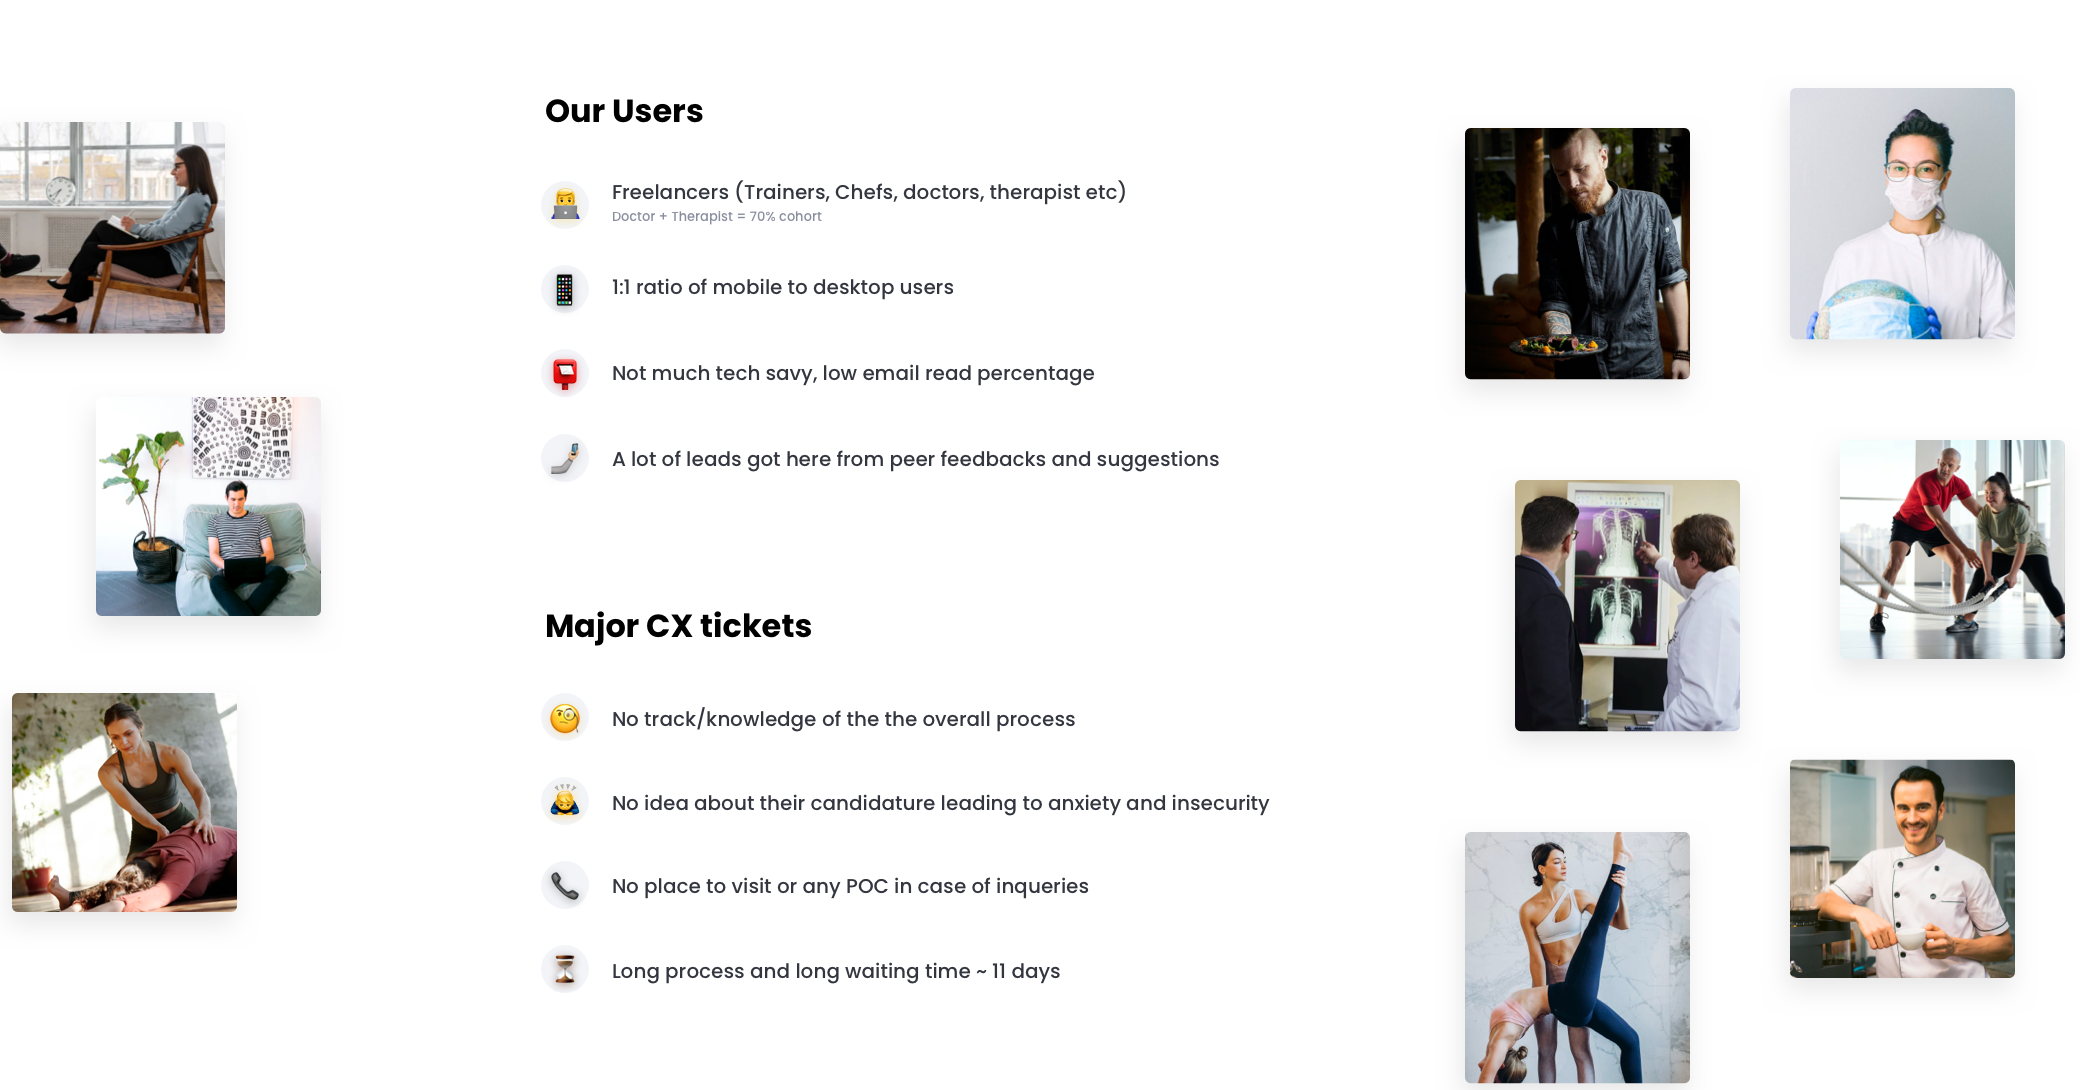 Our Users
Freelancers (Trainers, Chefs, doctors, therapist etc)
Doctor + Therapist = 70% cohort
1:1 ratio of mobile to desktop users
Not much tech savy, low email read percentage
A lot of leads got here from peer feedbacks and suggestions
Major CX tickets
No track/knowledge of the the overall process
No idea about their candidature leading to anxiety and insecurity
No place to visit or any POC in case of inqueries
Long process and long waiting time ~ 11 days